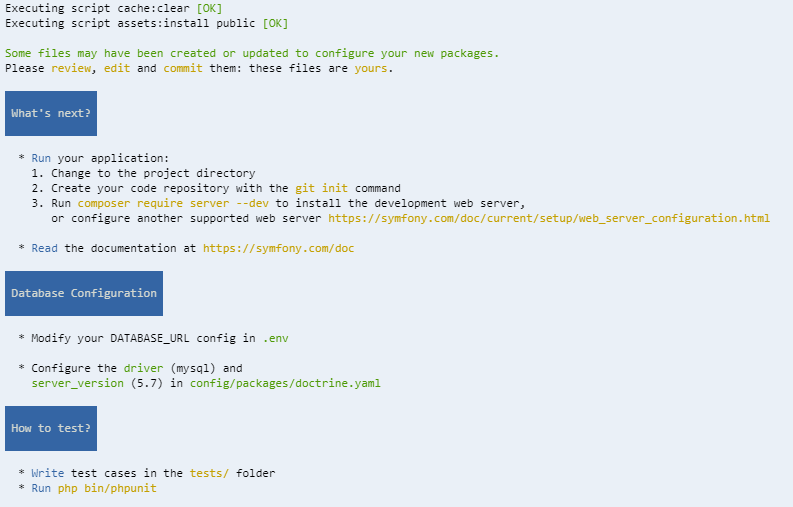 Executing script cache:clear [OK]
Executing script assets:install public [OK]
Some files may have been created or updated to configure your new packages.
Please review, edit and commit them: these files are yours.
What's next?
* Run your application:
1. Change to the project directory
2. Create your code repository with the git init command
3. Run composer require server --dev to install the development web server,
or configure another supported web server https://symfony.com/doc/current/setup/web_server_configuration.html
* Read the documentation at https://symfony.com/doc
Database Configuration
* Modify your DATABASE_URL config in .env
* Configure the driver (mysql) and
server_version (5.7) in config/packages/doctrine.yaml
How to test?
* Write test cases in the tests/ folder
* Run php bin/phpunit